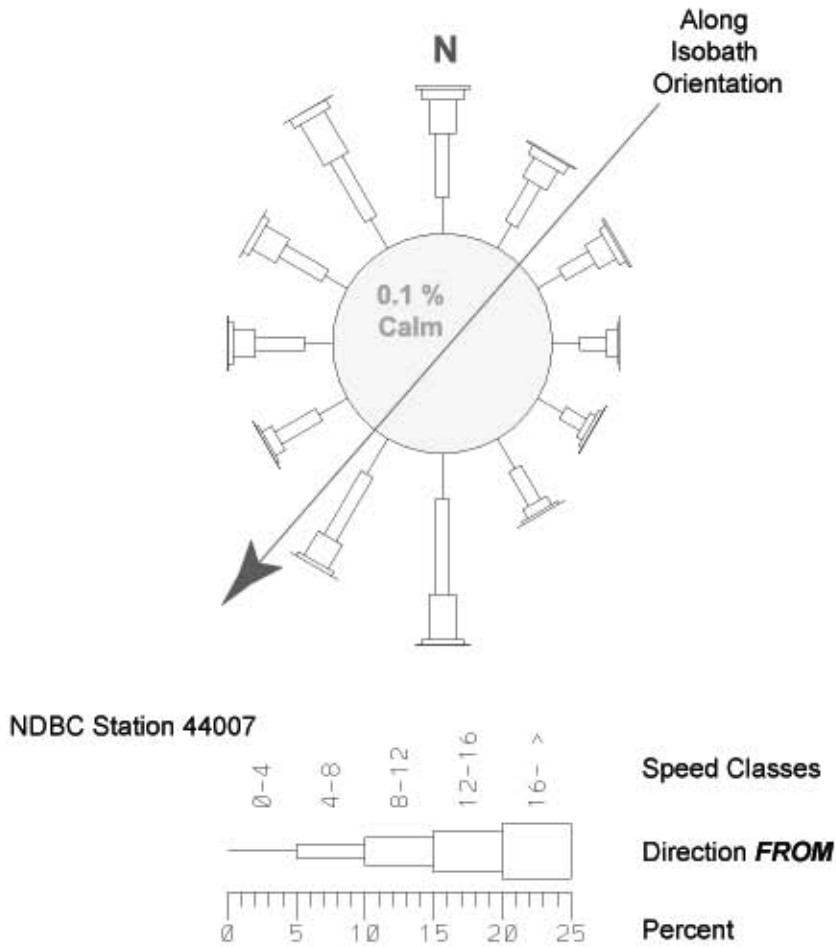 Along
Isobath
Orientation
N
0.1 %
Calm
NDBC Station 44007
0-4
4-8
8-12
12-16
16- >
Speed Classes
Direction FROM
0 5 10 15 20 25
Percent